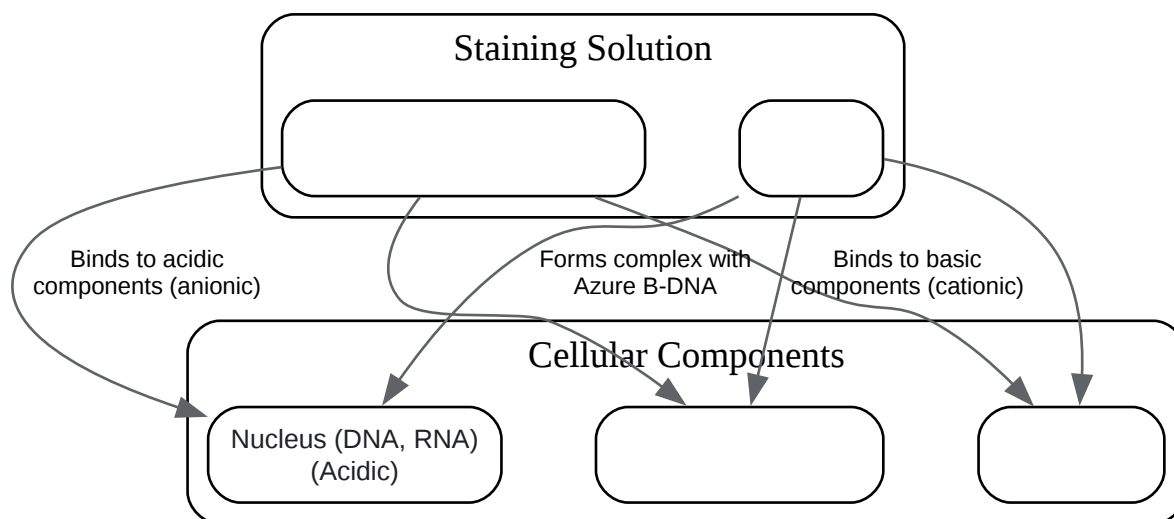 Staining Solution
Binds to acidic
components (anionic)
Forms complex with
Azure B-DNA
Binds to basic
components (cationic)
Cellular Components
Nucleus (DNA, RNA)
(Acidic)